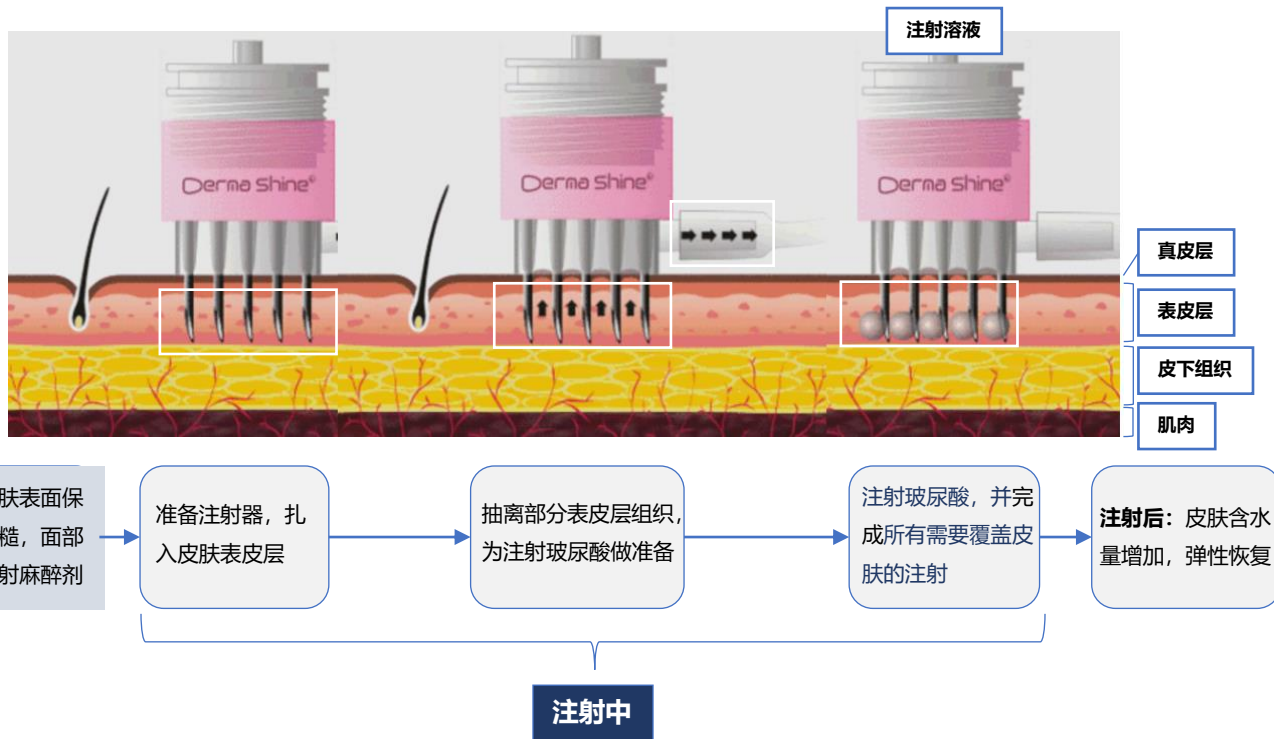 注射溶液
Derma Shine®
Derma Shine®
Derma Shine®
真皮层
表皮层
皮下组织
肌肉
肤表面保
糙，面部
射麻醉剂
准备注射器，扎
入皮肤表皮层
抽离部分表皮层组织，
为注射玻尿酸做准备
注射玻尿酸，并完
成所有需要覆盖皮
肤的注射
注射后：皮肤含水
量增加，弹性恢复
注射中